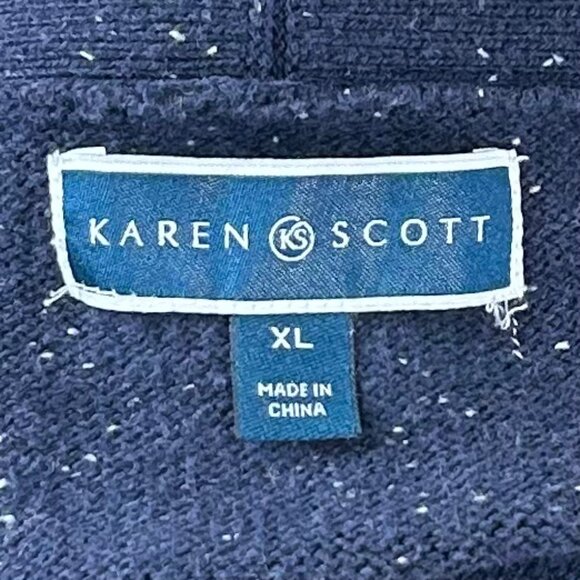 KAREN KS SCOTT
XL
MADE IN
CHINA